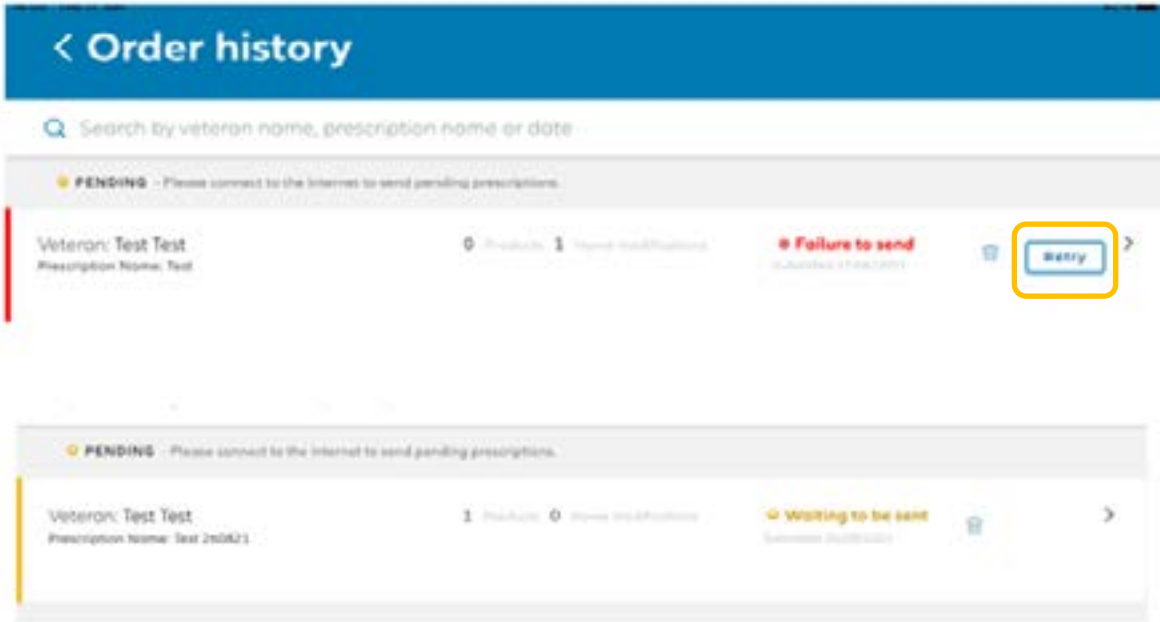 < Order history
Search by veteran name, prescription name or date
PENDING - Please connect to the Internet to send pending prescriptions.
Veteran: Test Test
0 Products 1 Home modifications
Failure to send
Retry
Prescription Name: Test
PENDING - Please connect to the Internet to send pending prescriptions.
Veteran: Test Test
1 Products 0 Home modifications
Waiting to be sent
Prescription Name: Test 260821